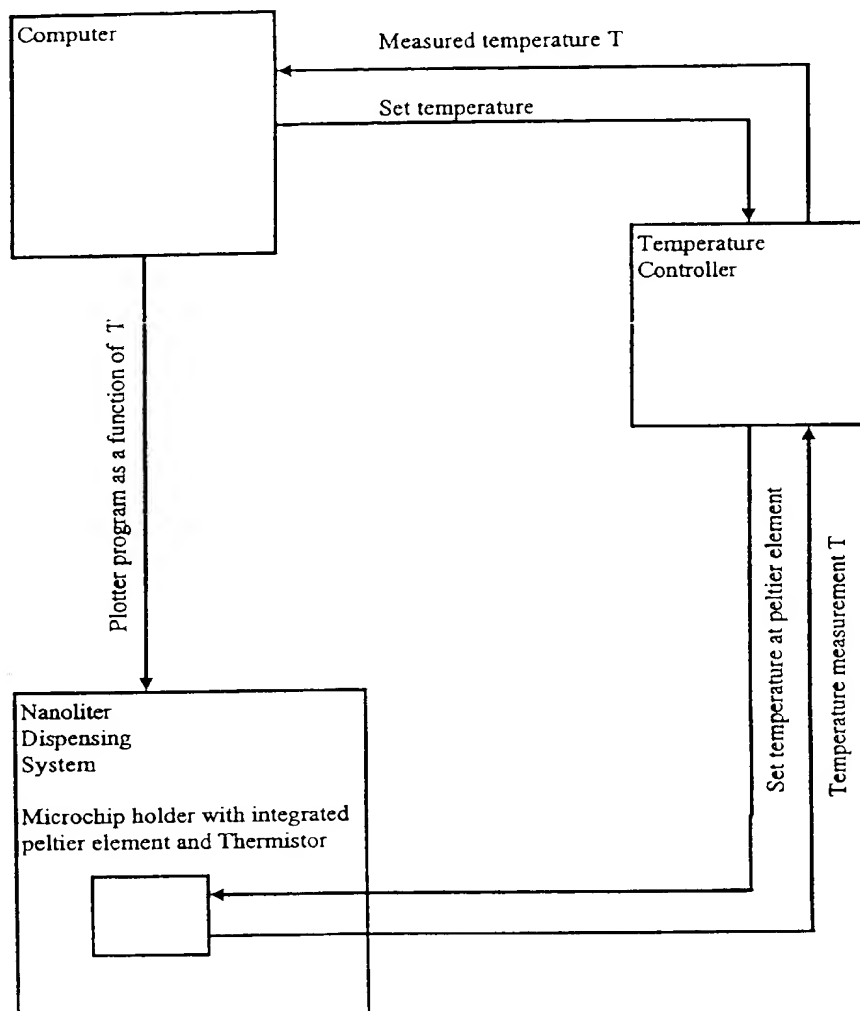 Computer
Measured temperature T
Set temperature
Temperature
Controller
Plotter program as a function of T
Set temperature at peltier element
Temperature measurement T
Nanoliter
Dispensing
System
Microchip holder with integrated
peltier element and Thermistor